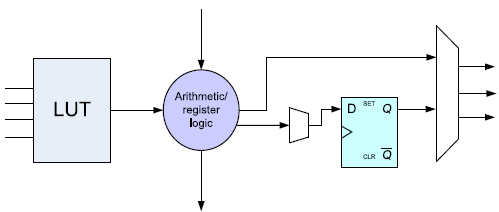 LUT
Arithmetic/
register
logic
D SET Q
CLR Q̅